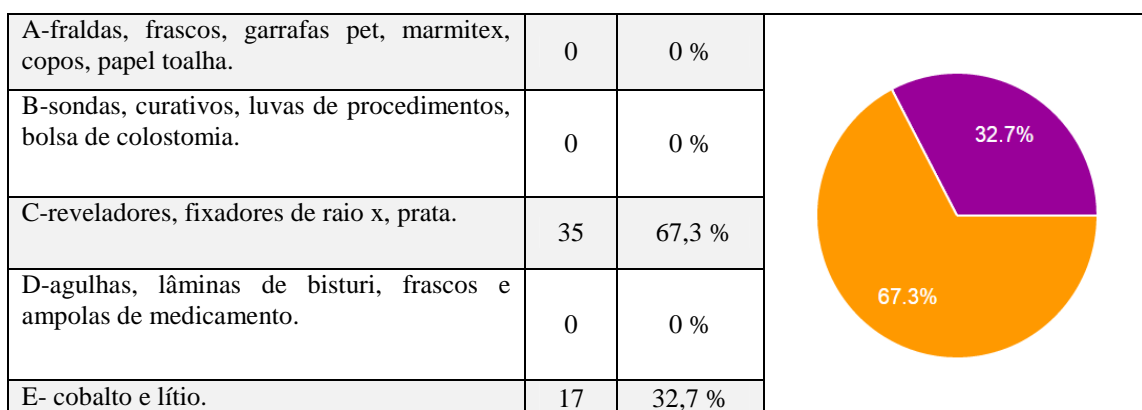 A-fraldas, frascos, garrafas pet, marmitex,
copos, papel toalha.
0
0 %
B-sondas, curativos, luvas de procedimentos,
bolsa de colostomia.
0
0 %
C-reveladores, fixadores de raio x, prata.
35
67,3 %
D-agulhas, lâminas de bisturi, frascos e
ampolas de medicamento.
0
0 %
E- cobalto e lítio.
17
32,7 %
32.7%
67.3%